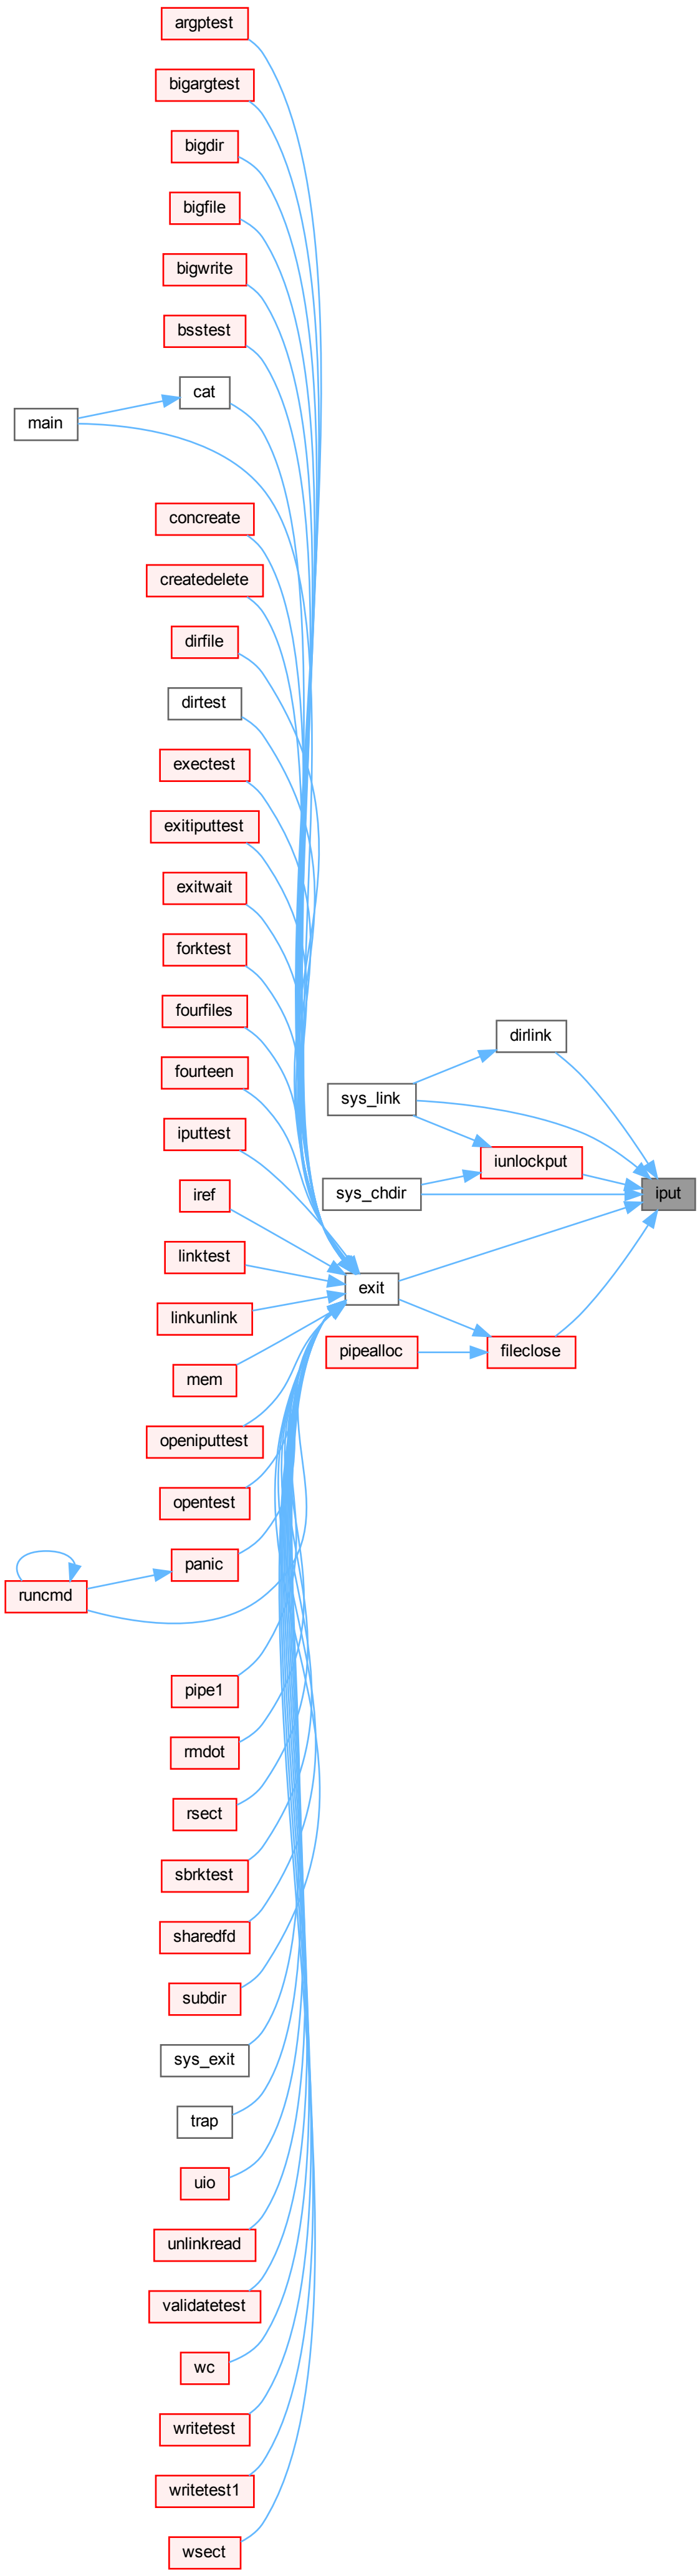 argptest
bigargtest
bigdir
bigfile
bigwrite
bsstest
cat
main
concreate
createdelete
dirfile
dirtest
exectest
exitiputtest
exitwait
forktest
fourfiles
fourteen
iputtest
iref
linktest
linkunlink
mem
openiputtest
opentest
panic
runcmd
pipe1
rmdot
rsect
sbrktest
sharedfd
subdir
sys_exit
trap
uio
unlinkread
validatetest
wc
writetest
writetest1
wsect
dirlink
sys_link
iunlockput
sys_chdir
iput
exit
pipealloc
fileclose